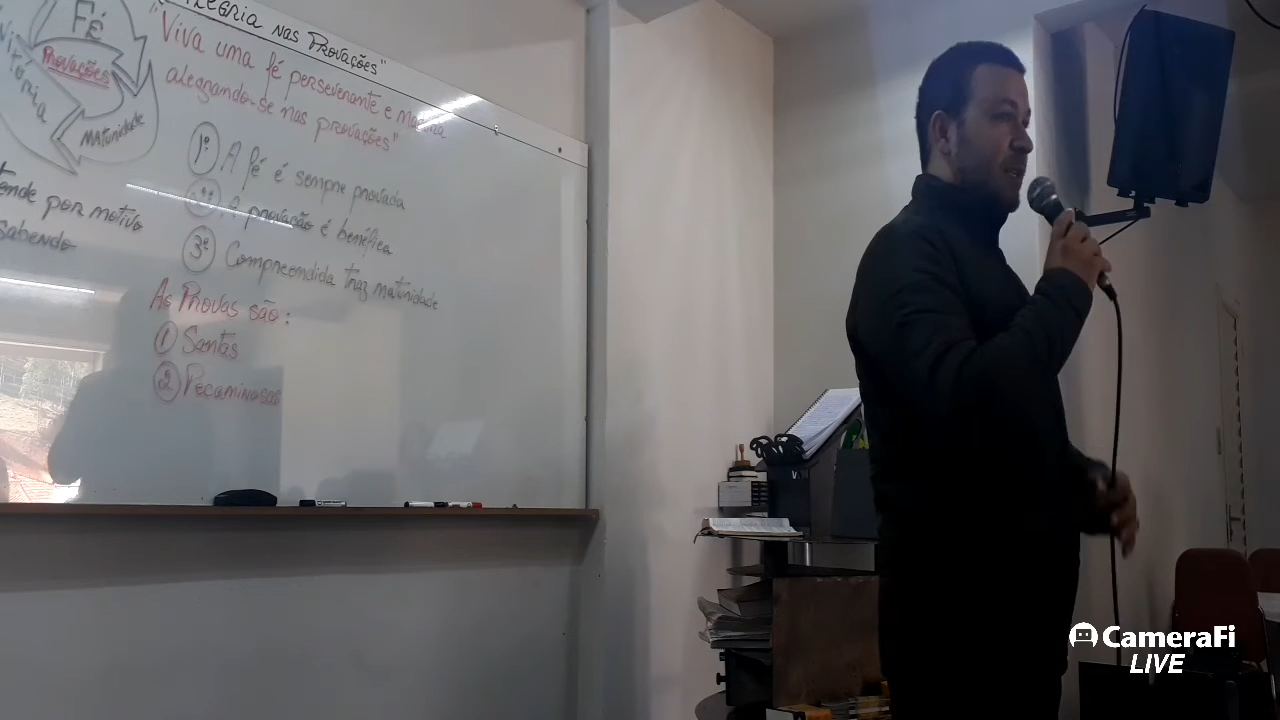 "Alegria nas Provações"
Fé
Provações
Vitória
Maturidade
"Viva uma fé perseverante e madura
alegrando-se nas provações"
1º A fé é sempre provada
2º A provação é benéfica
3º Compreendida traz maturidade
por motivo
sabendo
As Provas são:
① Santas
② Pecaminosas
CameraFi
LIVE